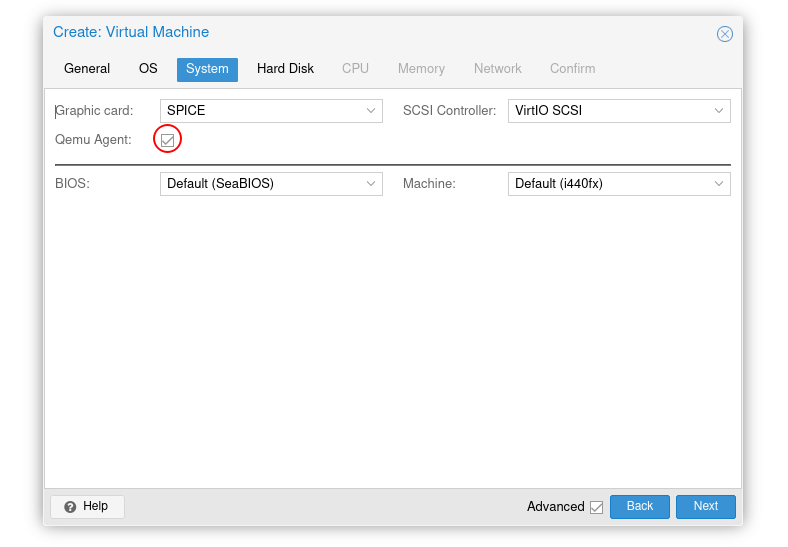 Create: Virtual Machine
General OS System Hard Disk CPU Memory Network Confirm
Graphic card: SPICE SCSI Controller: VirtIO SCSI
Qemu Agent:
BIOS: Default (SeaBIOS) Machine: Default (i440fx)
Help Advanced Back Next